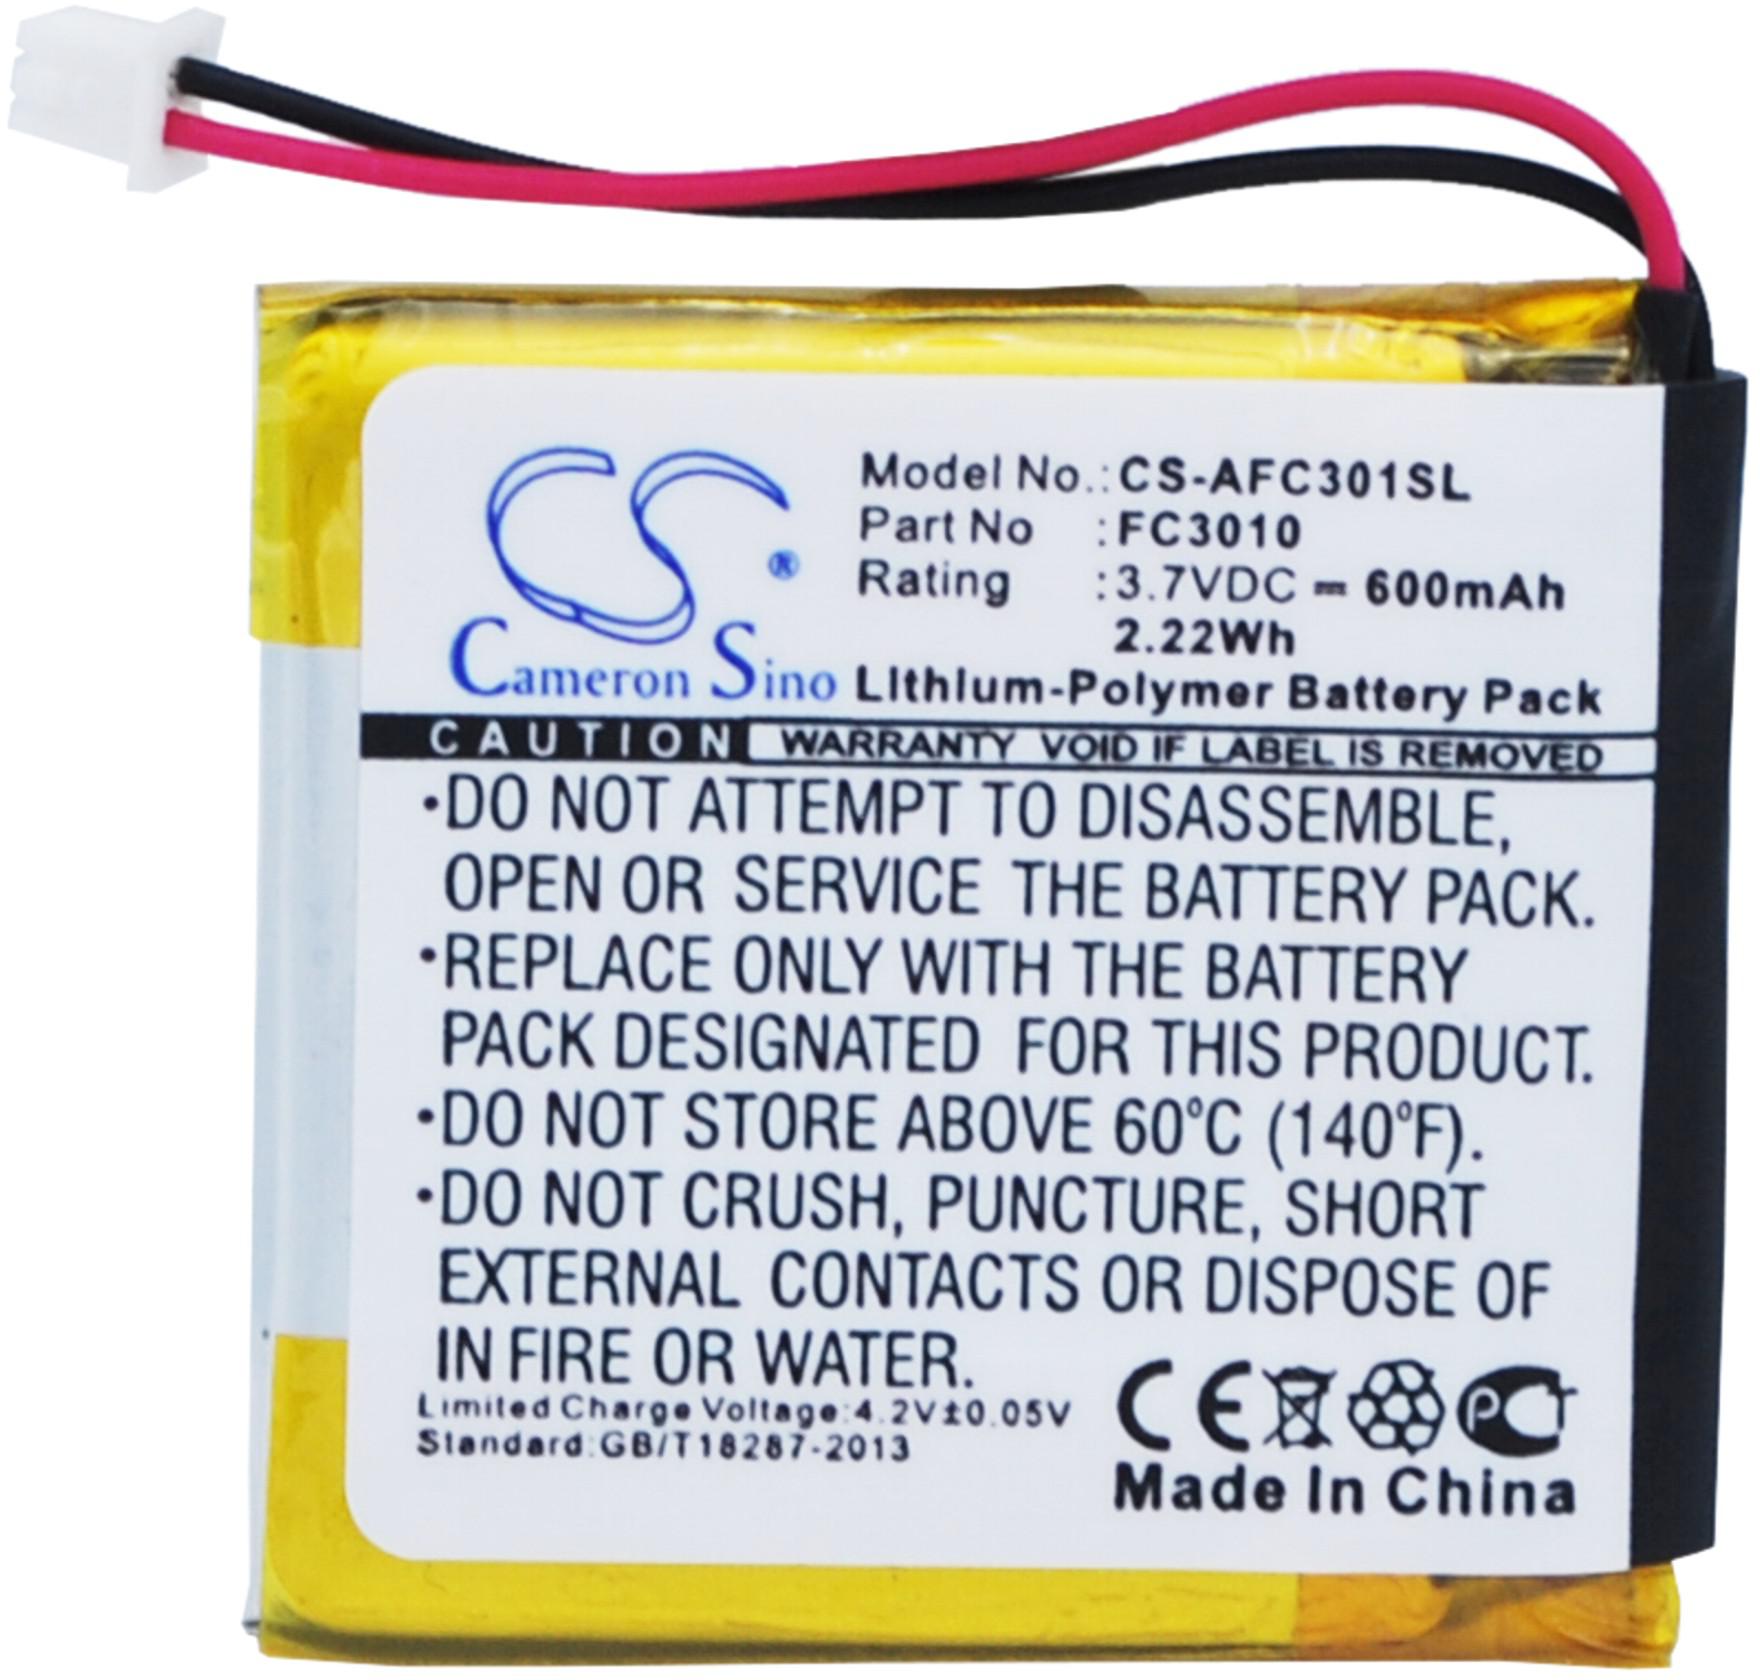 CS®
Cameron Sino
Model No.:CS-AFC301SL
Part No :FC3010
Rating :3.7VDC ⎓ 600mAh
2.22Wh
Lithium-Polymer Battery Pack
CAUTION WARRANTY VOID IF LABEL IS REMOVED
•DO NOT ATTEMPT TO DISASSEMBLE,
OPEN OR SERVICE THE BATTERY PACK.
•REPLACE ONLY WITH THE BATTERY
PACK DESIGNATED FOR THIS PRODUCT.
•DO NOT STORE ABOVE 60°C (140°F).
•DO NOT CRUSH, PUNCTURE, SHORT
EXTERNAL CONTACTS OR DISPOSE OF
IN FIRE OR WATER.
Limited Charge Voltage:4.2V±0.05V
Standard:GB/T18287-2013
CE PCT
Made In China